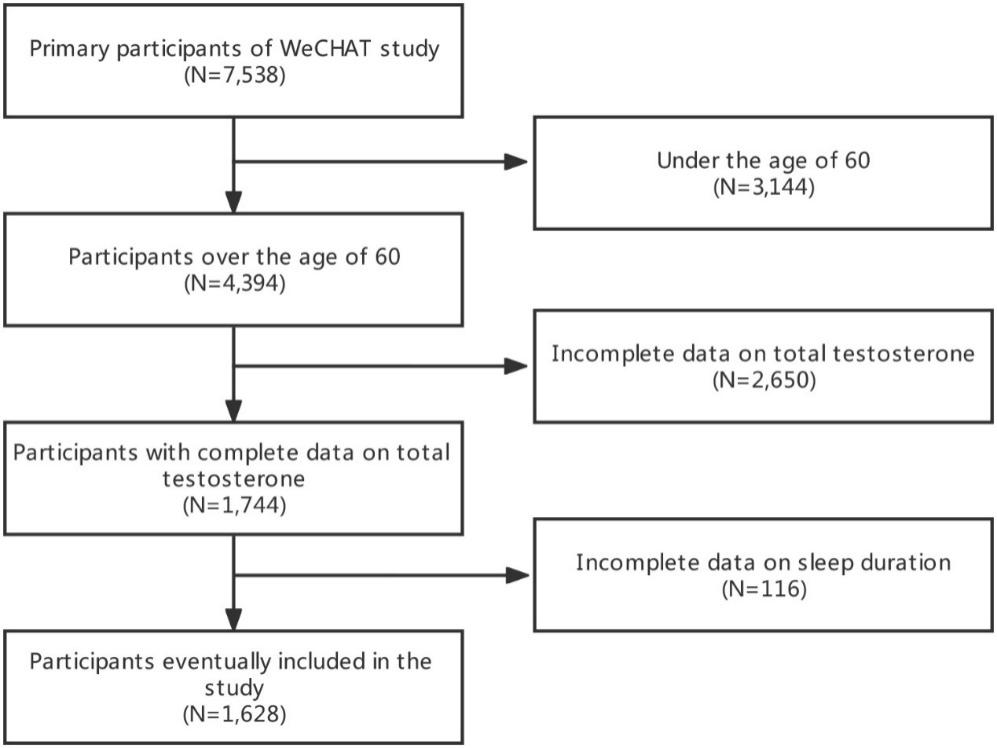 Primary participants of WeCHAT study
(N=7,538)
Under the age of 60
(N=3,144)
Participants over the age of 60
(N=4,394)
Incomplete data on total testosterone
(N=2,650)
Participants with complete data on total
testosterone
(N=1,744)
Incomplete data on sleep duration
(N=116)
Participants eventually included in the
study
(N=1,628)